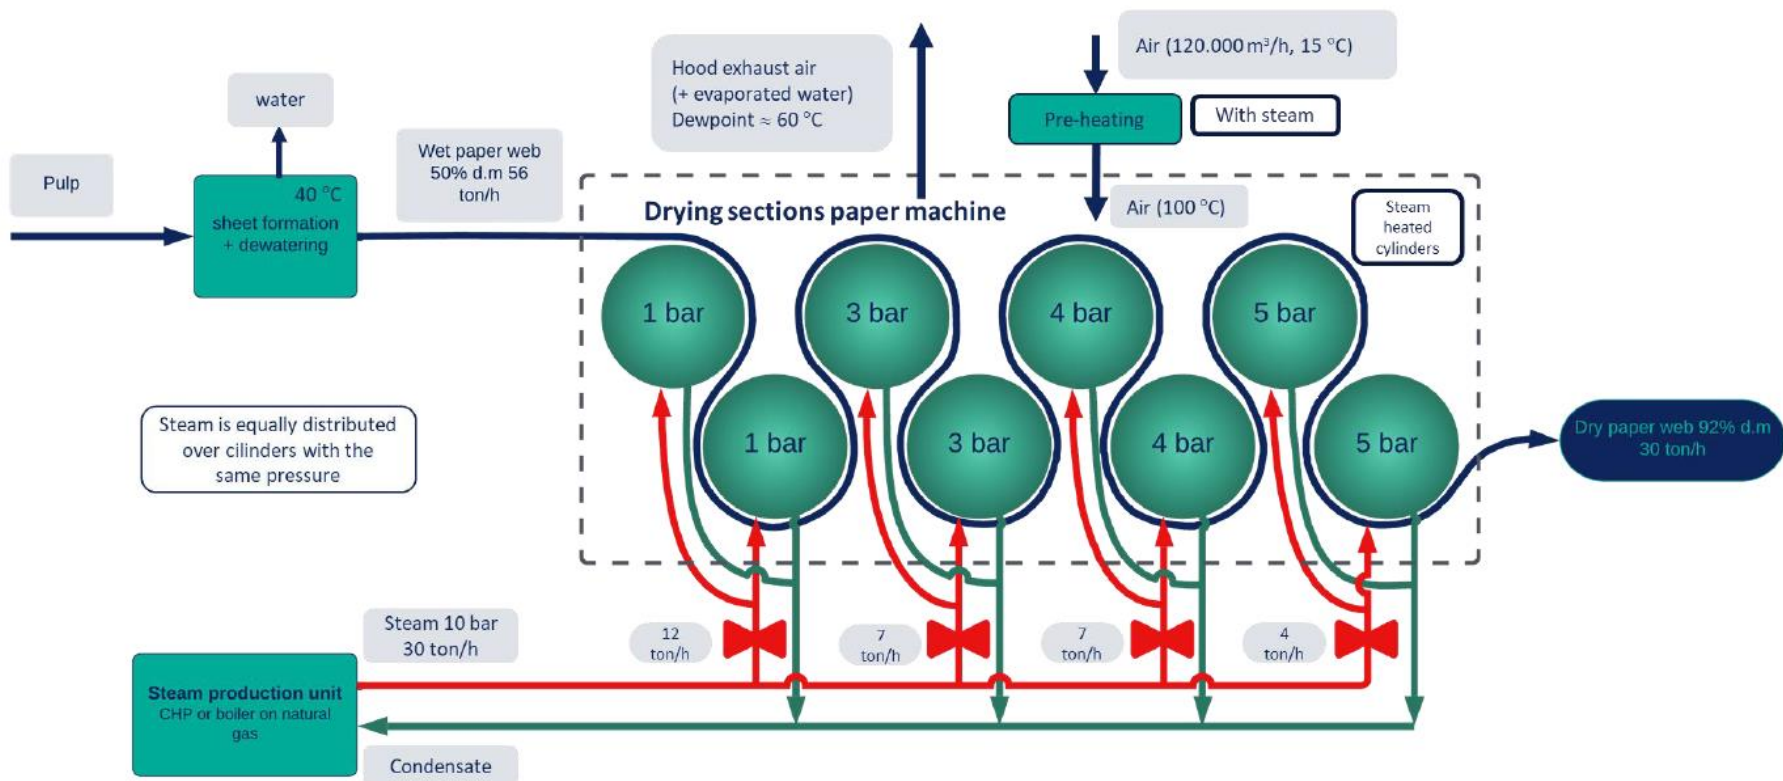 Hood exhaust air
(+ evaporated water)
Dewpoint ≈ 60 °C
Air (120.000 m³/h, 15 °C)
Pre-heating
With steam
Air (100 °C)
water
Pulp
40 °C
sheet formation
+ dewatering
Wet paper web
50% d.m 56
ton/h
Drying sections paper machine
Steam
heated
cylinders
1 bar
3 bar
4 bar
5 bar
1 bar
3 bar
4 bar
5 bar
Steam is equally distributed
over cilinders with the
same pressure
Dry paper web 92% d.m
30 ton/h
Steam 10 bar
30 ton/h
12
ton/h
7
ton/h
7
ton/h
4
ton/h
Steam production unit
CHP or boiler on natural
gas
Condensate